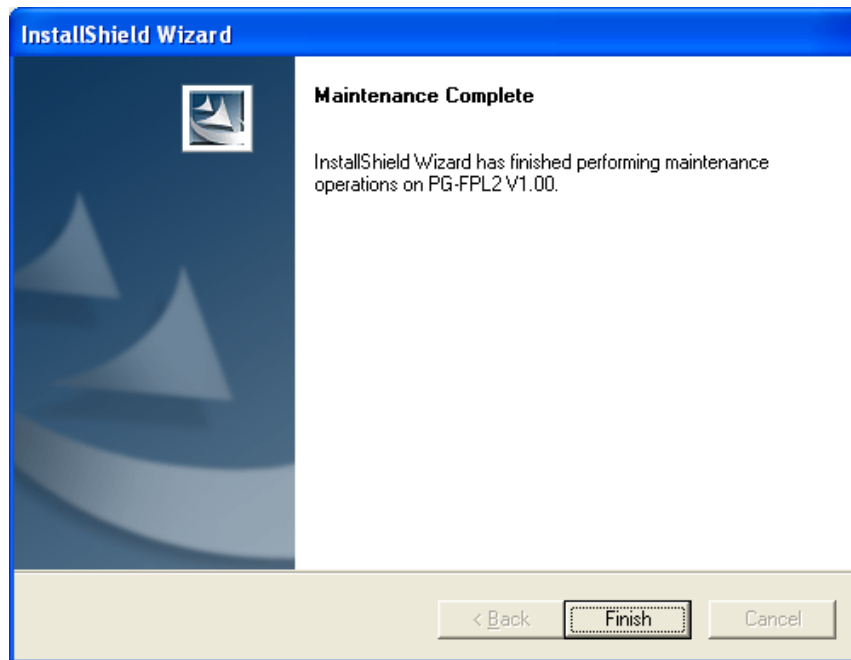 InstallShield Wizard
Maintenance Complete
InstallShield Wizard has finished performing maintenance
operations on PG-FPL2 V1.00.
< Back
Finish
Cancel